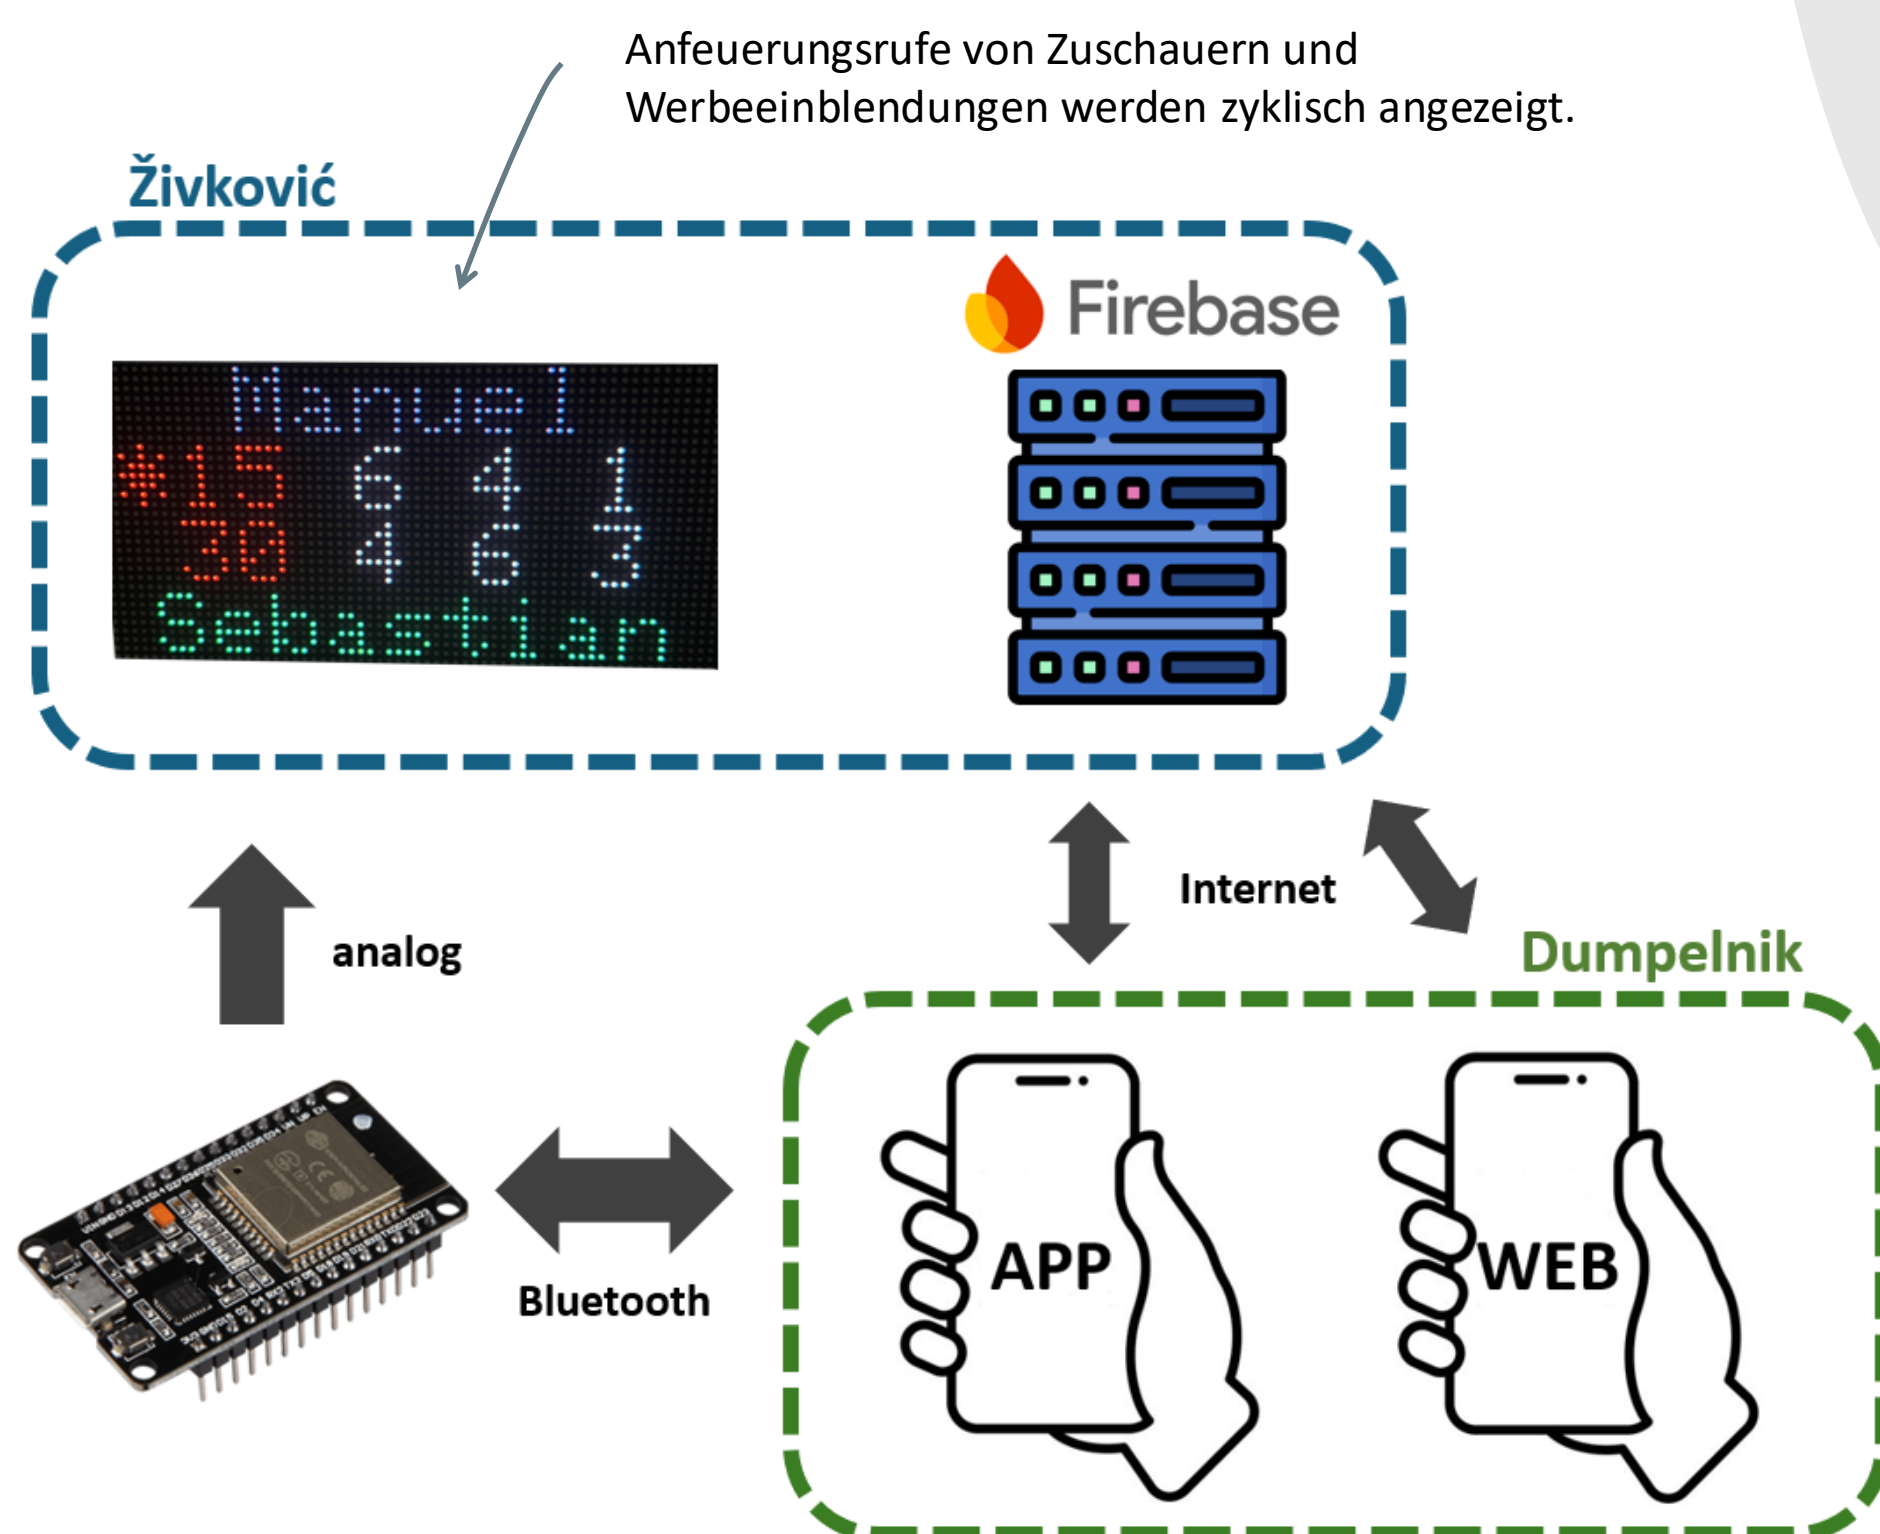 Anfeuerungsrufe von Zuschauern und
Werbeeinblendungen werden zyklisch angezeigt.
Živković
Firebase
Manuel
*15 6 4 1
30 4 6 3
Sebastian
Internet
analog
Dumpelnik
Bluetooth
APP
WEB